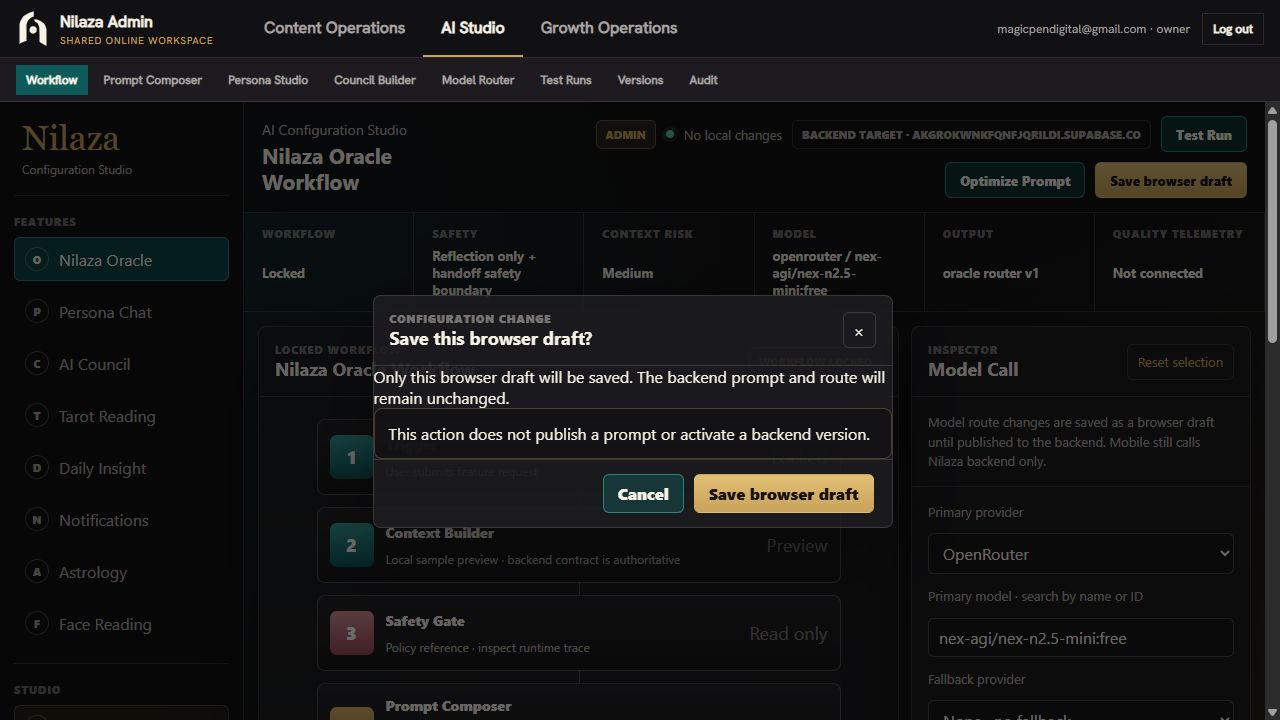 Nilaza Admin
SHARED ONLINE WORKSPACE
Content Operations
AI Studio
Growth Operations
magicpendigital@gmail.com · owner
Log out
Workflow
Prompt Composer
Persona Studio
Council Builder
Model Router
Test Runs
Versions
Audit
Nilaza
Configuration Studio
FEATURES
O Nilaza Oracle
P Persona Chat
C AI Council
T Tarot Reading
D Daily Insight
N Notifications
A Astrology
F Face Reading
STUDIO
AI Configuration Studio
Nilaza Oracle
Workflow
ADMIN
No local changes
BACKEND TARGET · AKGROKWNKFQNFJQRILDI.SUPABASE.CO
Test Run
Optimize Prompt
Save browser draft
WORKFLOW
Locked
SAFETY
Reflection only +
handoff safety
boundary
CONTEXT RISK
Medium
MODEL
openrouter / nex-
agi/nex-n2.5-
mini:free
OUTPUT
oracle router v1
QUALITY TELEMETRY
Not connected
CONFIGURATION CHANGE
Save this browser draft?
×
Only this browser draft will be saved. The backend prompt and route will
remain unchanged.
This action does not publish a prompt or activate a backend version.
Cancel
Save browser draft
LOCKED WORKF
Nilaza Orac
WORKFLOW LOCKED
1
User submits feature request
2
Context Builder
Local sample preview · backend contract is authoritative
Preview
3
Safety Gate
Policy reference · inspect runtime trace
Read only
Prompt Composer
INSPECTOR
Model Call
Reset selection
Model route changes are saved as a browser draft
until published to the backend. Mobile still calls
Nilaza backend only.
Primary provider
OpenRouter
Primary model · search by name or ID
nex-agi/nex-n2.5-mini:free
Fallback provider